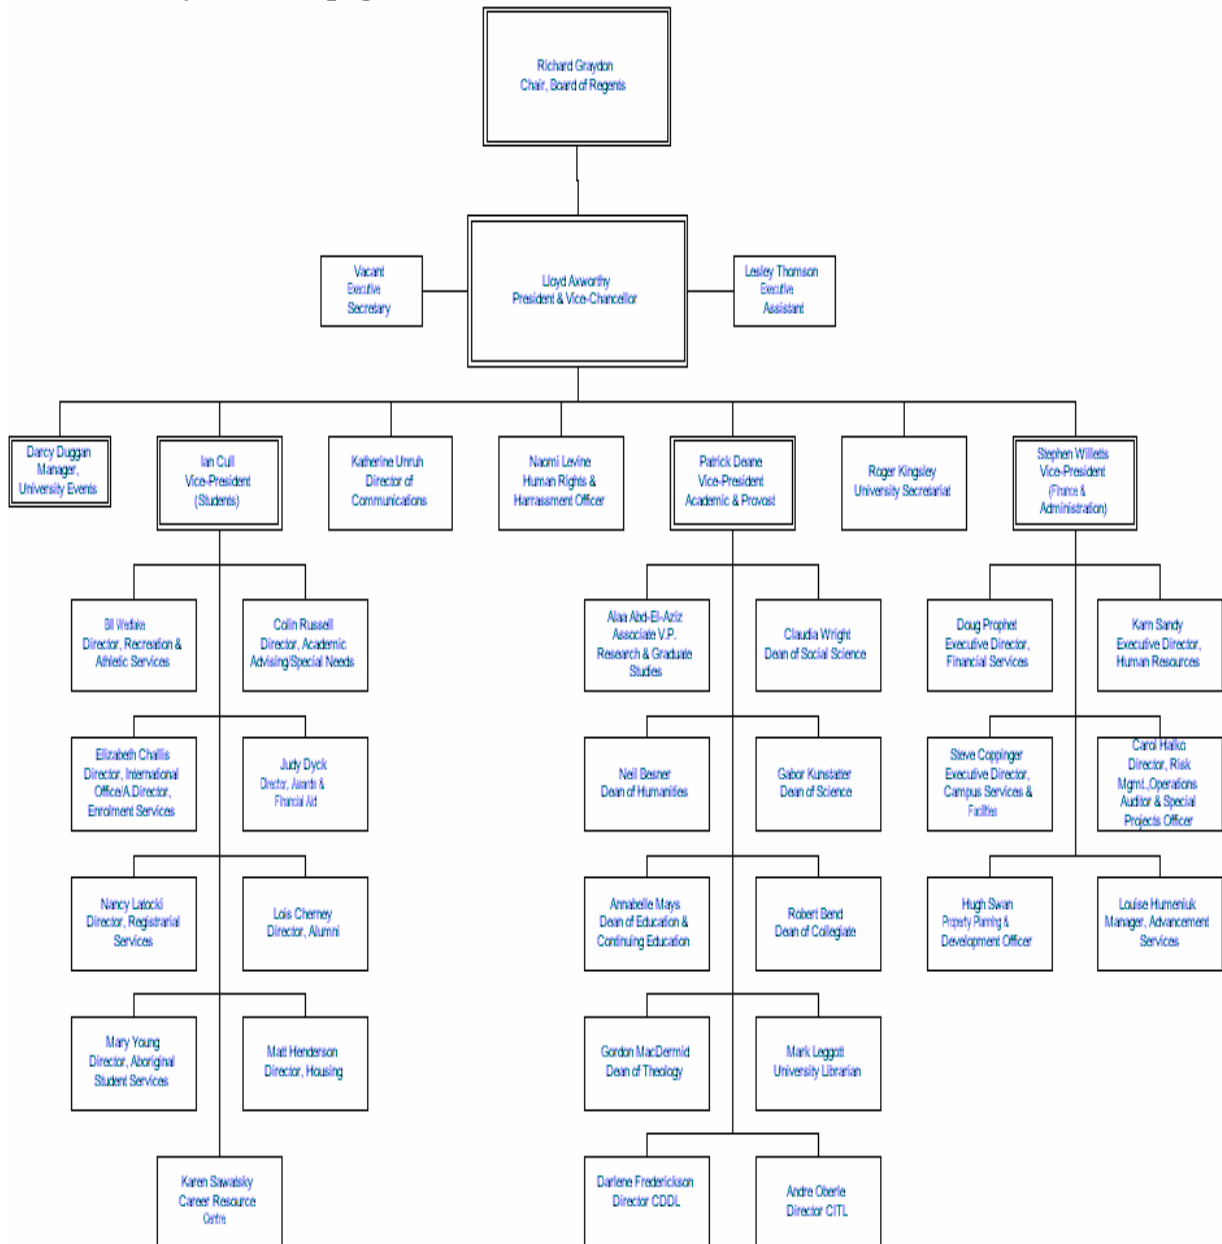 Richard Graydon
Chair, Board of Regents
Vacant
Executive
Secretary
Lloyd Axworthy
President & Vice-Chancellor
Lesley Thomson
Executive
Assistant
Darcy Duggan
Manager,
University Events
Ian Cull
Vice-President
(Students)
Katherine Unruh
Director of
Communications
Naomi Levine
Human Rights &
Harrassment Officer
Patrick Deane
Vice-President
Academic & Provost
Roger Kingsley
University Secretariat
Stephen Willetts
Vice-President
(Finance &
Administration)
Bill Wedlake
Director, Recreation &
Athletic Services
Colin Russell
Director, Academic
Advising/Special Needs
Alaa Abd-El-Aziz
Associate V.P.
Research & Graduate
Studies
Claudia Wright
Dean of Social Science
Doug Prophet
Executive Director,
Financial Services
Karn Sandy
Executive Director,
Human Resources
Elizabeth Challis
Director, International
Office/A.Director,
Enrolment Services
Judy Dyck
Director, Awards &
Financial Aid
Neil Besner
Dean of Humanities
Gabor Kunstatter
Dean of Science
Steve Coppinger
Executive Director,
Campus Services &
Facilities
Carol Halko
Director, Risk
Mgmt.,Operations
Auditor & Special
Projects Officer
Nancy Latocki
Director, Registrarial
Services
Lois Cherney
Director, Alumni
Annabelle Mays
Dean of Education &
Continuing Education
Robert Bend
Dean of Collegiate
Hugh Swan
Property Planning &
Development Officer
Louise Humeniuk
Manager, Advancement
Services
Mary Young
Director, Aboriginal
Student Services
Matt Henderson
Director, Housing
Gordon MacDermid
Dean of Theology
Mark Leggott
University Librarian
Karen Sawatsky
Career Resource
Centre
Darlene Frederickson
Director CDDL
Andre Oberle
Director CITL